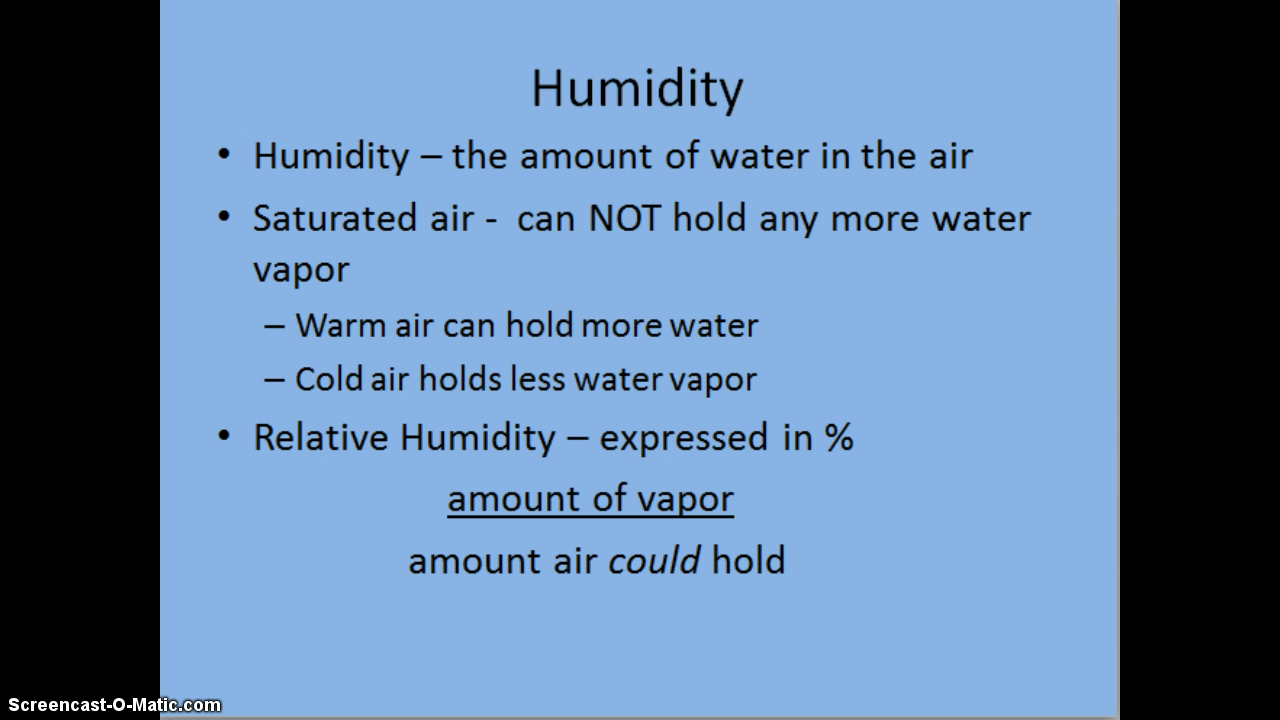 Humidity
• Humidity – the amount of water in the air
• Saturated air - can NOT hold any more water
vapor
– Warm air can hold more water
– Cold air holds less water vapor
• Relative Humidity – expressed in %
amount of vapor
amount air could hold
Screencast-O-Matic.com